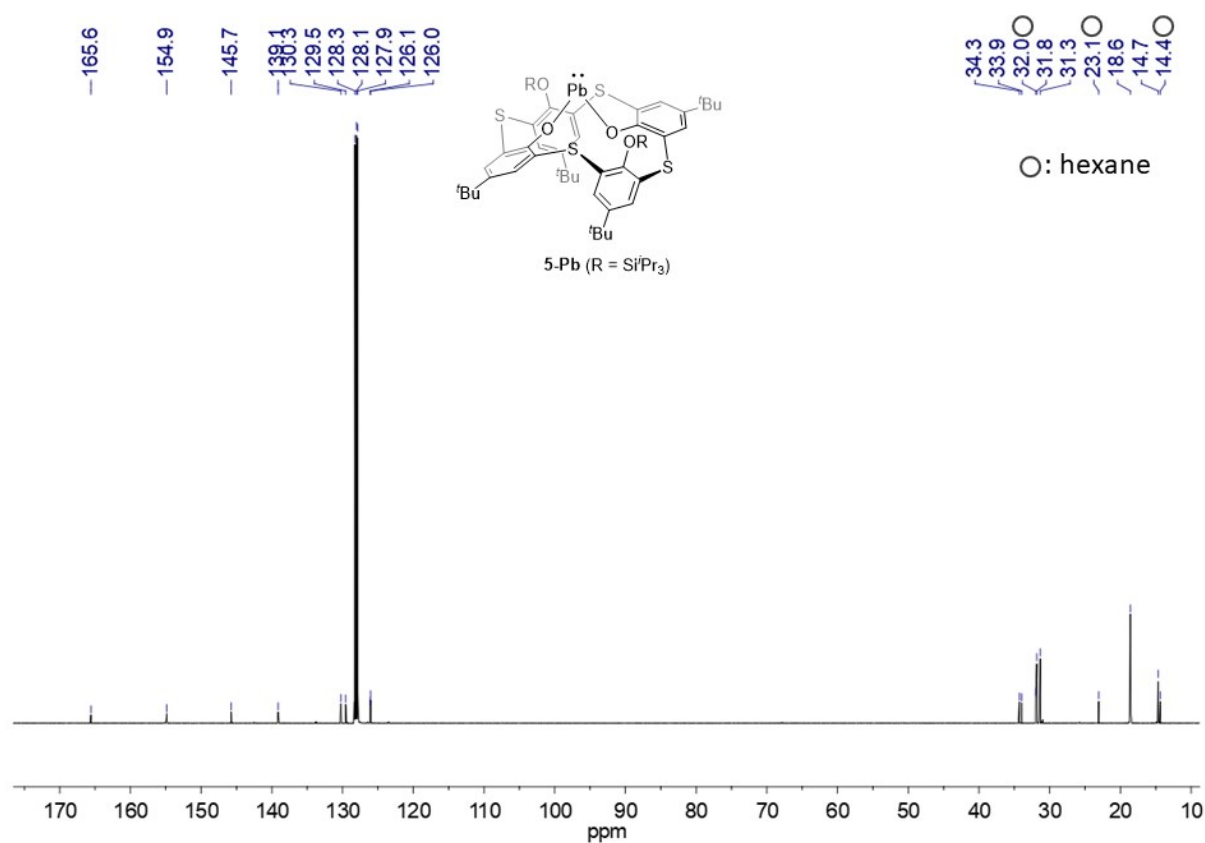 165.6
154.9
145.7
139.1
130.3
129.5
128.3
128.1
127.9
126.1
126.0
34.3
33.9
32.0
31.8
31.3
23.1
18.6
14.7
14.4
Pb
RO
S
S
O
O
OR
S
S
ᵗBu
ᵗBu
ᵗBu
ᵗBu
5-Pb (R = SiⁱPr₃)
: hexane
170 160 150 140 130 120 110 100 90 80 70 60 50 40 30 20 10
ppm